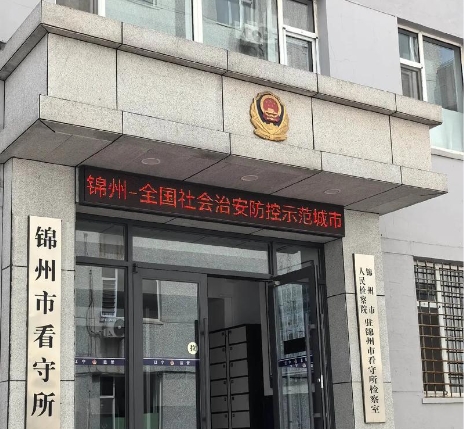 锦州-全国社会治安防控示范城市
锦州市看守所
锦州市
人民检察院
驻锦州市看守所检察室